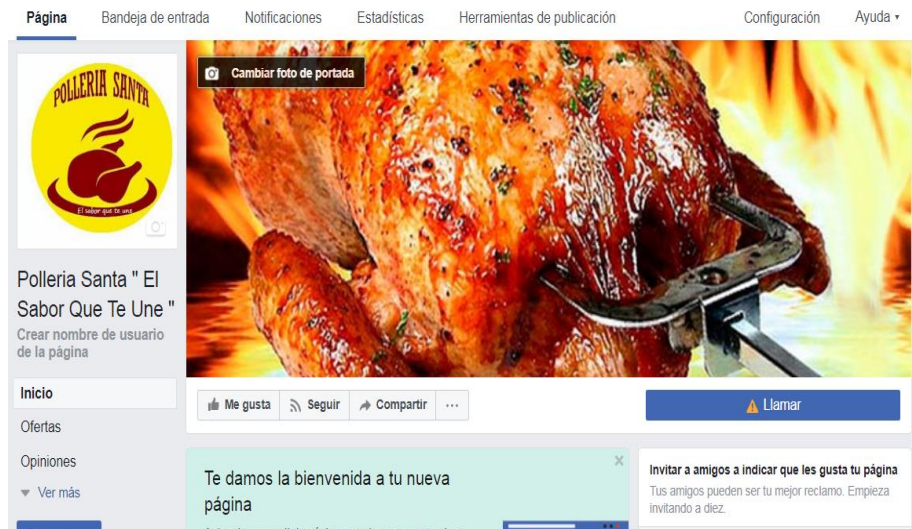 Página Bandeja de entrada Notificaciones Estadísticas Herramientas de publicación Configuración Ayuda
POLLERIA SANTA
El sabor que te une
Cambiar foto de portada
Polleria Santa " El
Sabor Que Te Une "
Crear nombre de usuario
de la página
Inicio
Ofertas
Opiniones
Ver más
Me gusta Seguir Compartir ...
Llamar
Te damos la bienvenida a tu nueva
página
Invitar a amigos a indicar que les gusta tu página
Tus amigos pueden ser tu mejor reclamo. Empieza
invitando a diez.